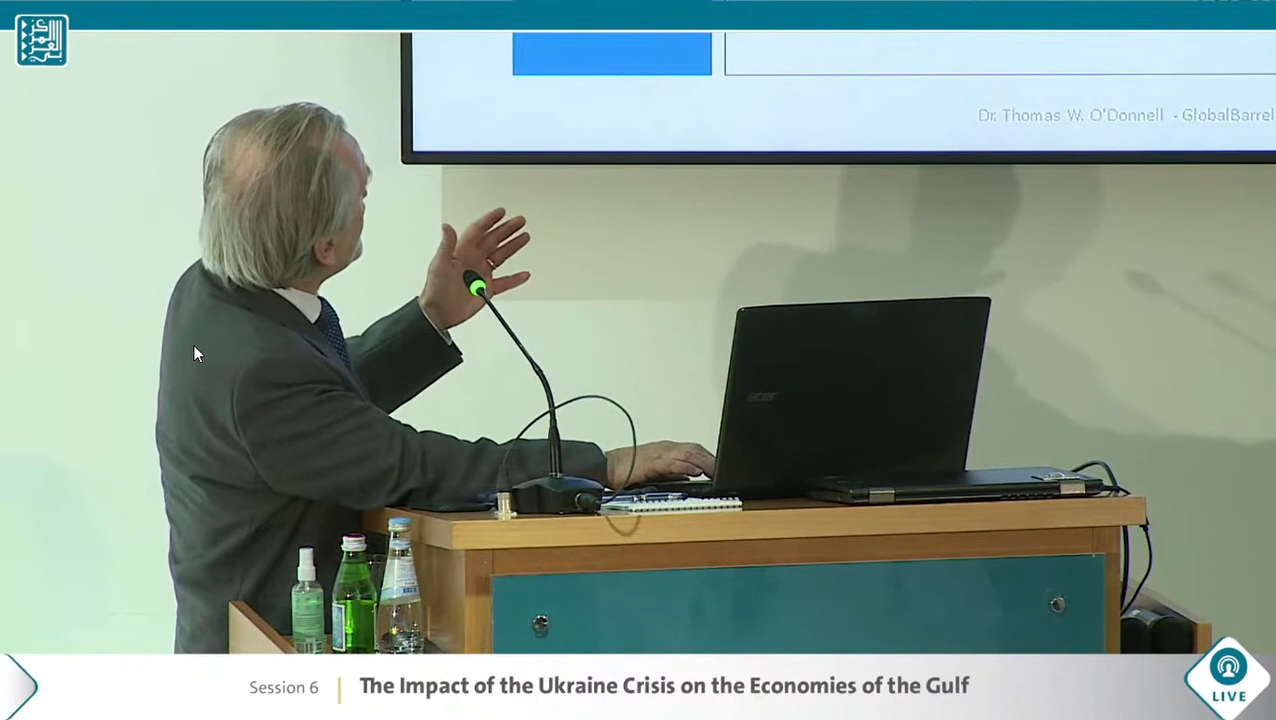 Dr. Thomas W. O'Donnell - GlobalBarrel
acer
Session 6 The Impact of the Ukraine Crisis on the Economies of the Gulf
LIVE